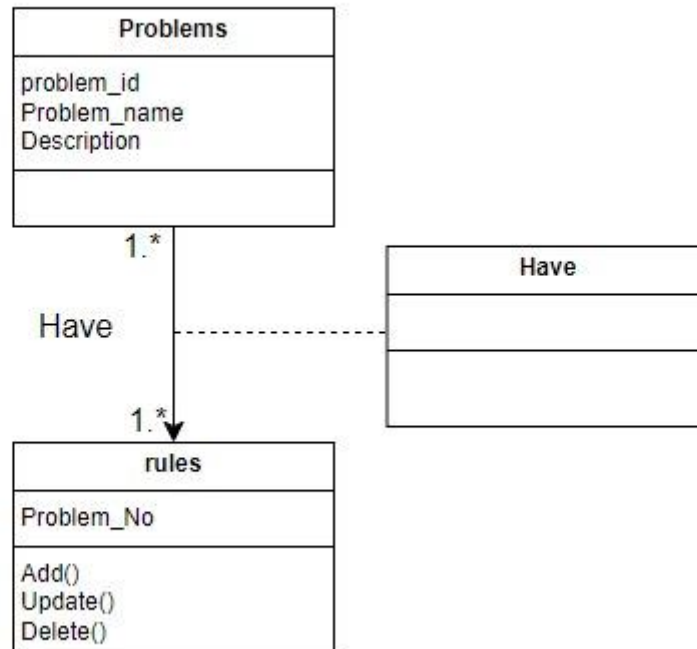 Problems
problem_id
Problem_name
Description
1.*
Have
Have
1.*
rules
Problem_No
Add()
Update()
Delete()